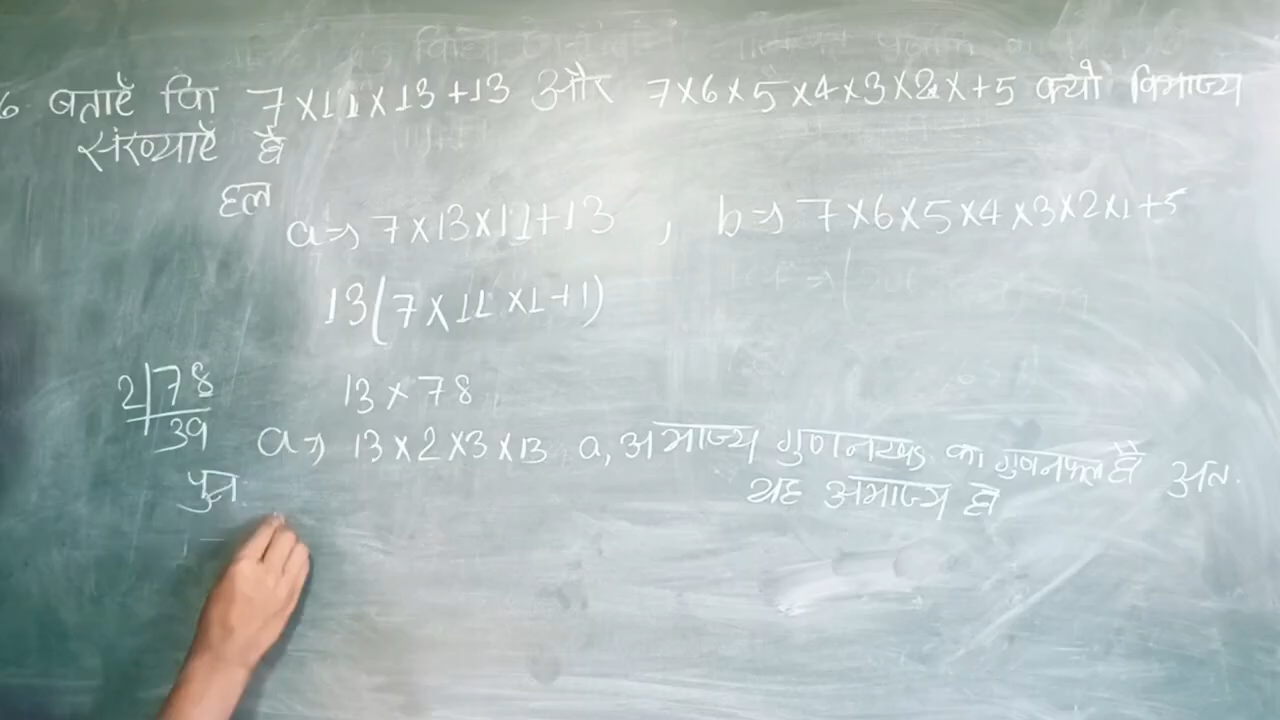 6 बताएँ कि 7×11×13+13 और 7×6×5×4×3×2×+5 क्यों विभाज्य
संख्याएँ हैं
हल
a⇒ 7×13×11+13 , b⇒ 7×6×5×4×3×2×1+5
13(7×11×1+1)
2|78 13×78
39 a⇒ 13×2×3×13 a, अभाज्य गुणनखण्ड का गुणनफल है अत.
यह अभाज्य है
पुन